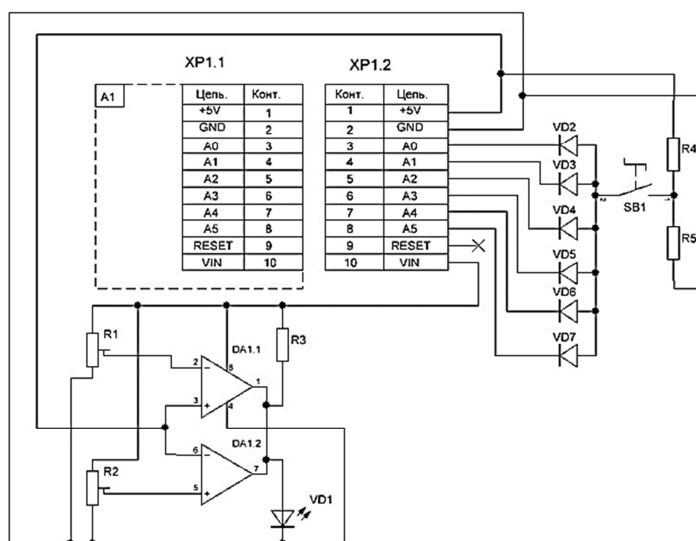 XP1.1
XP1.2
A1
Цепь. Конт.
+5V 1
GND 2
A0 3
A1 4
A2 5
A3 6
A4 7
A5 8
RESET 9
VIN 10
Конт. Цепь.
1 +5V
2 GND
3 A0
4 A1
5 A2
6 A3
7 A4
8 A5
9 RESET
10 VIN
VD2
VD3
VD4
VD5
VD6
VD7
2
SB1
1
R4
R5
R1
R2
R3
DA1.1
2
3
1
4
DA1.2
6
5
7
VD1